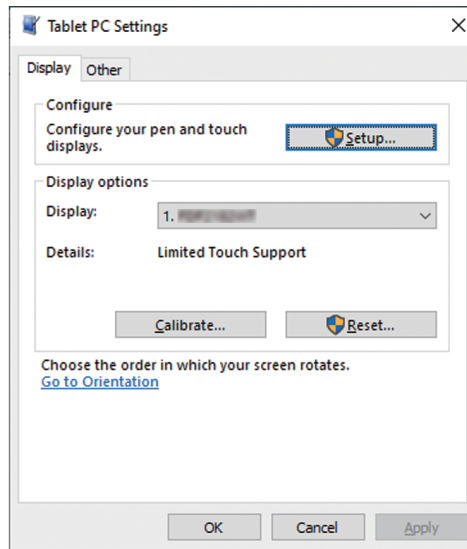 Tablet PC Settings
Display
Other
Configure
Configure your pen and touch
displays.
Setup...
Display options
Display:
1.
Details:
Limited Touch Support
Calibrate...
Reset...
Choose the order in which your screen rotates.
Go to Orientation
OK
Cancel
Apply